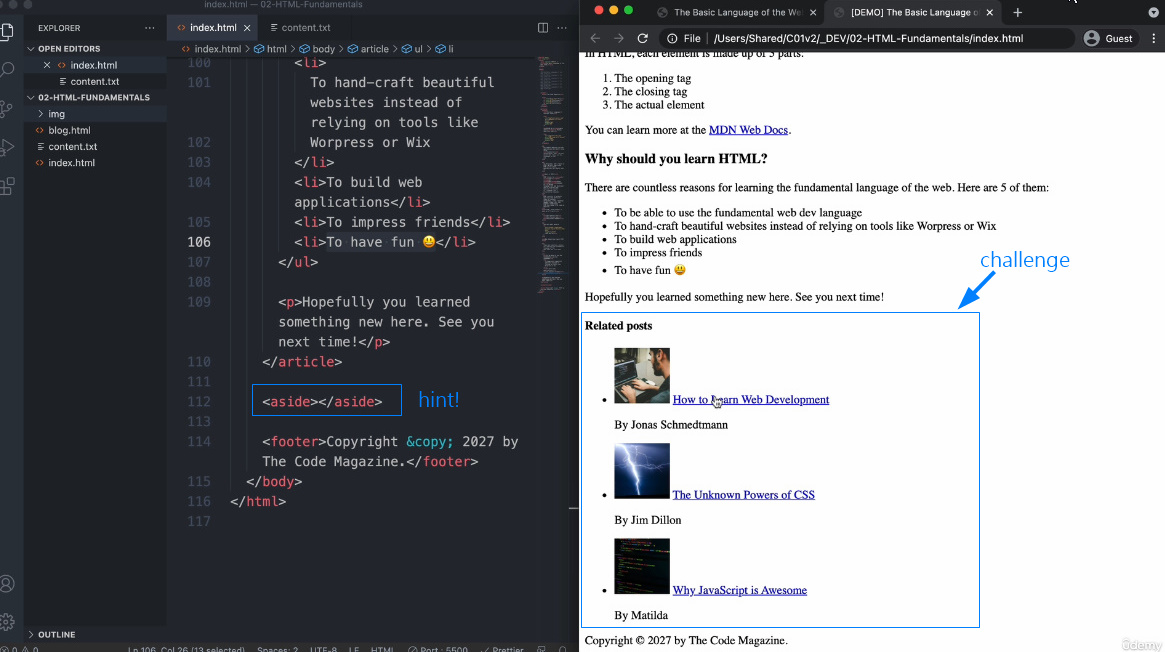 index.html — 02-HTML-Fundamentals
EXPLORER
OPEN EDITORS
index.html
content.txt
02-HTML-FUNDAMENTALS
img
blog.html
content.txt
index.html
OUTLINE
index.html
content.txt
index.html > html > body > article > ul > li
100 <li>
101 To hand-craft beautiful
websites instead of
relying on tools like
102 Worpress or Wix
103 </li>
104 <li>To build web
applications</li>
105 <li>To impress friends</li>
106 <li>To have fun 😃</li>
107 </ul>
108
109 <p>Hopefully you learned
something new here. See you
next time!</p>
110 </article>
111
112 <aside></aside>
hint!
113
114 <footer>Copyright &copy; 2027 by
The Code Magazine.</footer>
115 </body>
116 </html>
117
0 0 Ln 106, Col 26 (13 selected) Spaces: 2 UTF-8 LF HTML Port : 5500 Prettier
The Basic Language of the We
[DEMO] The Basic Language o
File | /Users/Shared/C01v2/_DEV/02-HTML-Fundamentals/index.html
Guest
In HTML, each element is made up of 3 parts:
1. The opening tag
2. The closing tag
3. The actual element
You can learn more at the MDN Web Docs.
Why should you learn HTML?
There are countless reasons for learning the fundamental language of the web. Here are 5 of them:
• To be able to use the fundamental web dev language
• To hand-craft beautiful websites instead of relying on tools like Worpress or Wix
• To build web applications
• To impress friends
• To have fun 😃
challenge
Hopefully you learned something new here. See you next time!
Related posts
• How to Learn Web Development
By Jonas Schmedtmann
• The Unknown Powers of CSS
By Jim Dillon
• Why JavaScript is Awesome
By Matilda
Copyright © 2027 by The Code Magazine.
ûdemy